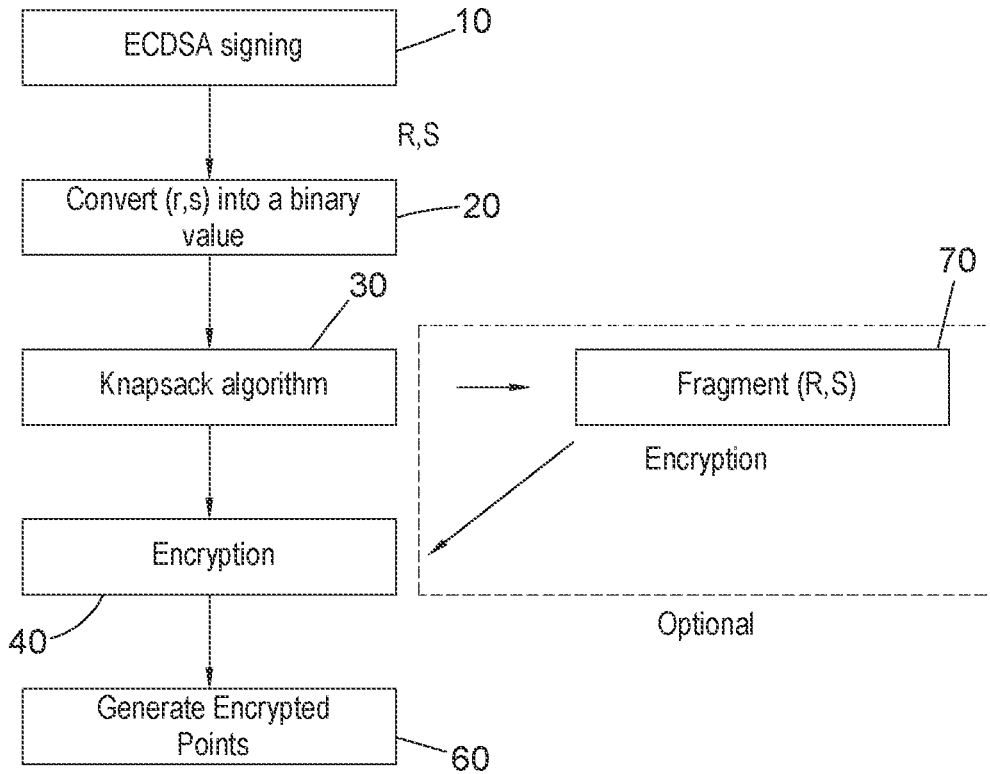 ECDSA signing
10
R,S
Convert (r,s) into a binary
value
20
30
Knapsack algorithm
70
Fragment (R,S)
Encryption
Encryption
40
Optional
Generate Encrypted
Points
60